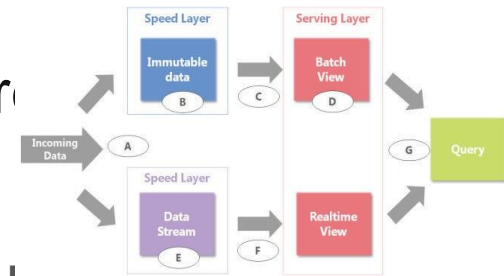 Speed Layer
Immutable
data
B
C
Serving Layer
Batch
View
D
Incoming
Data
A
G
Query
Speed Layer
Data
Stream
E
F
Realtime
View